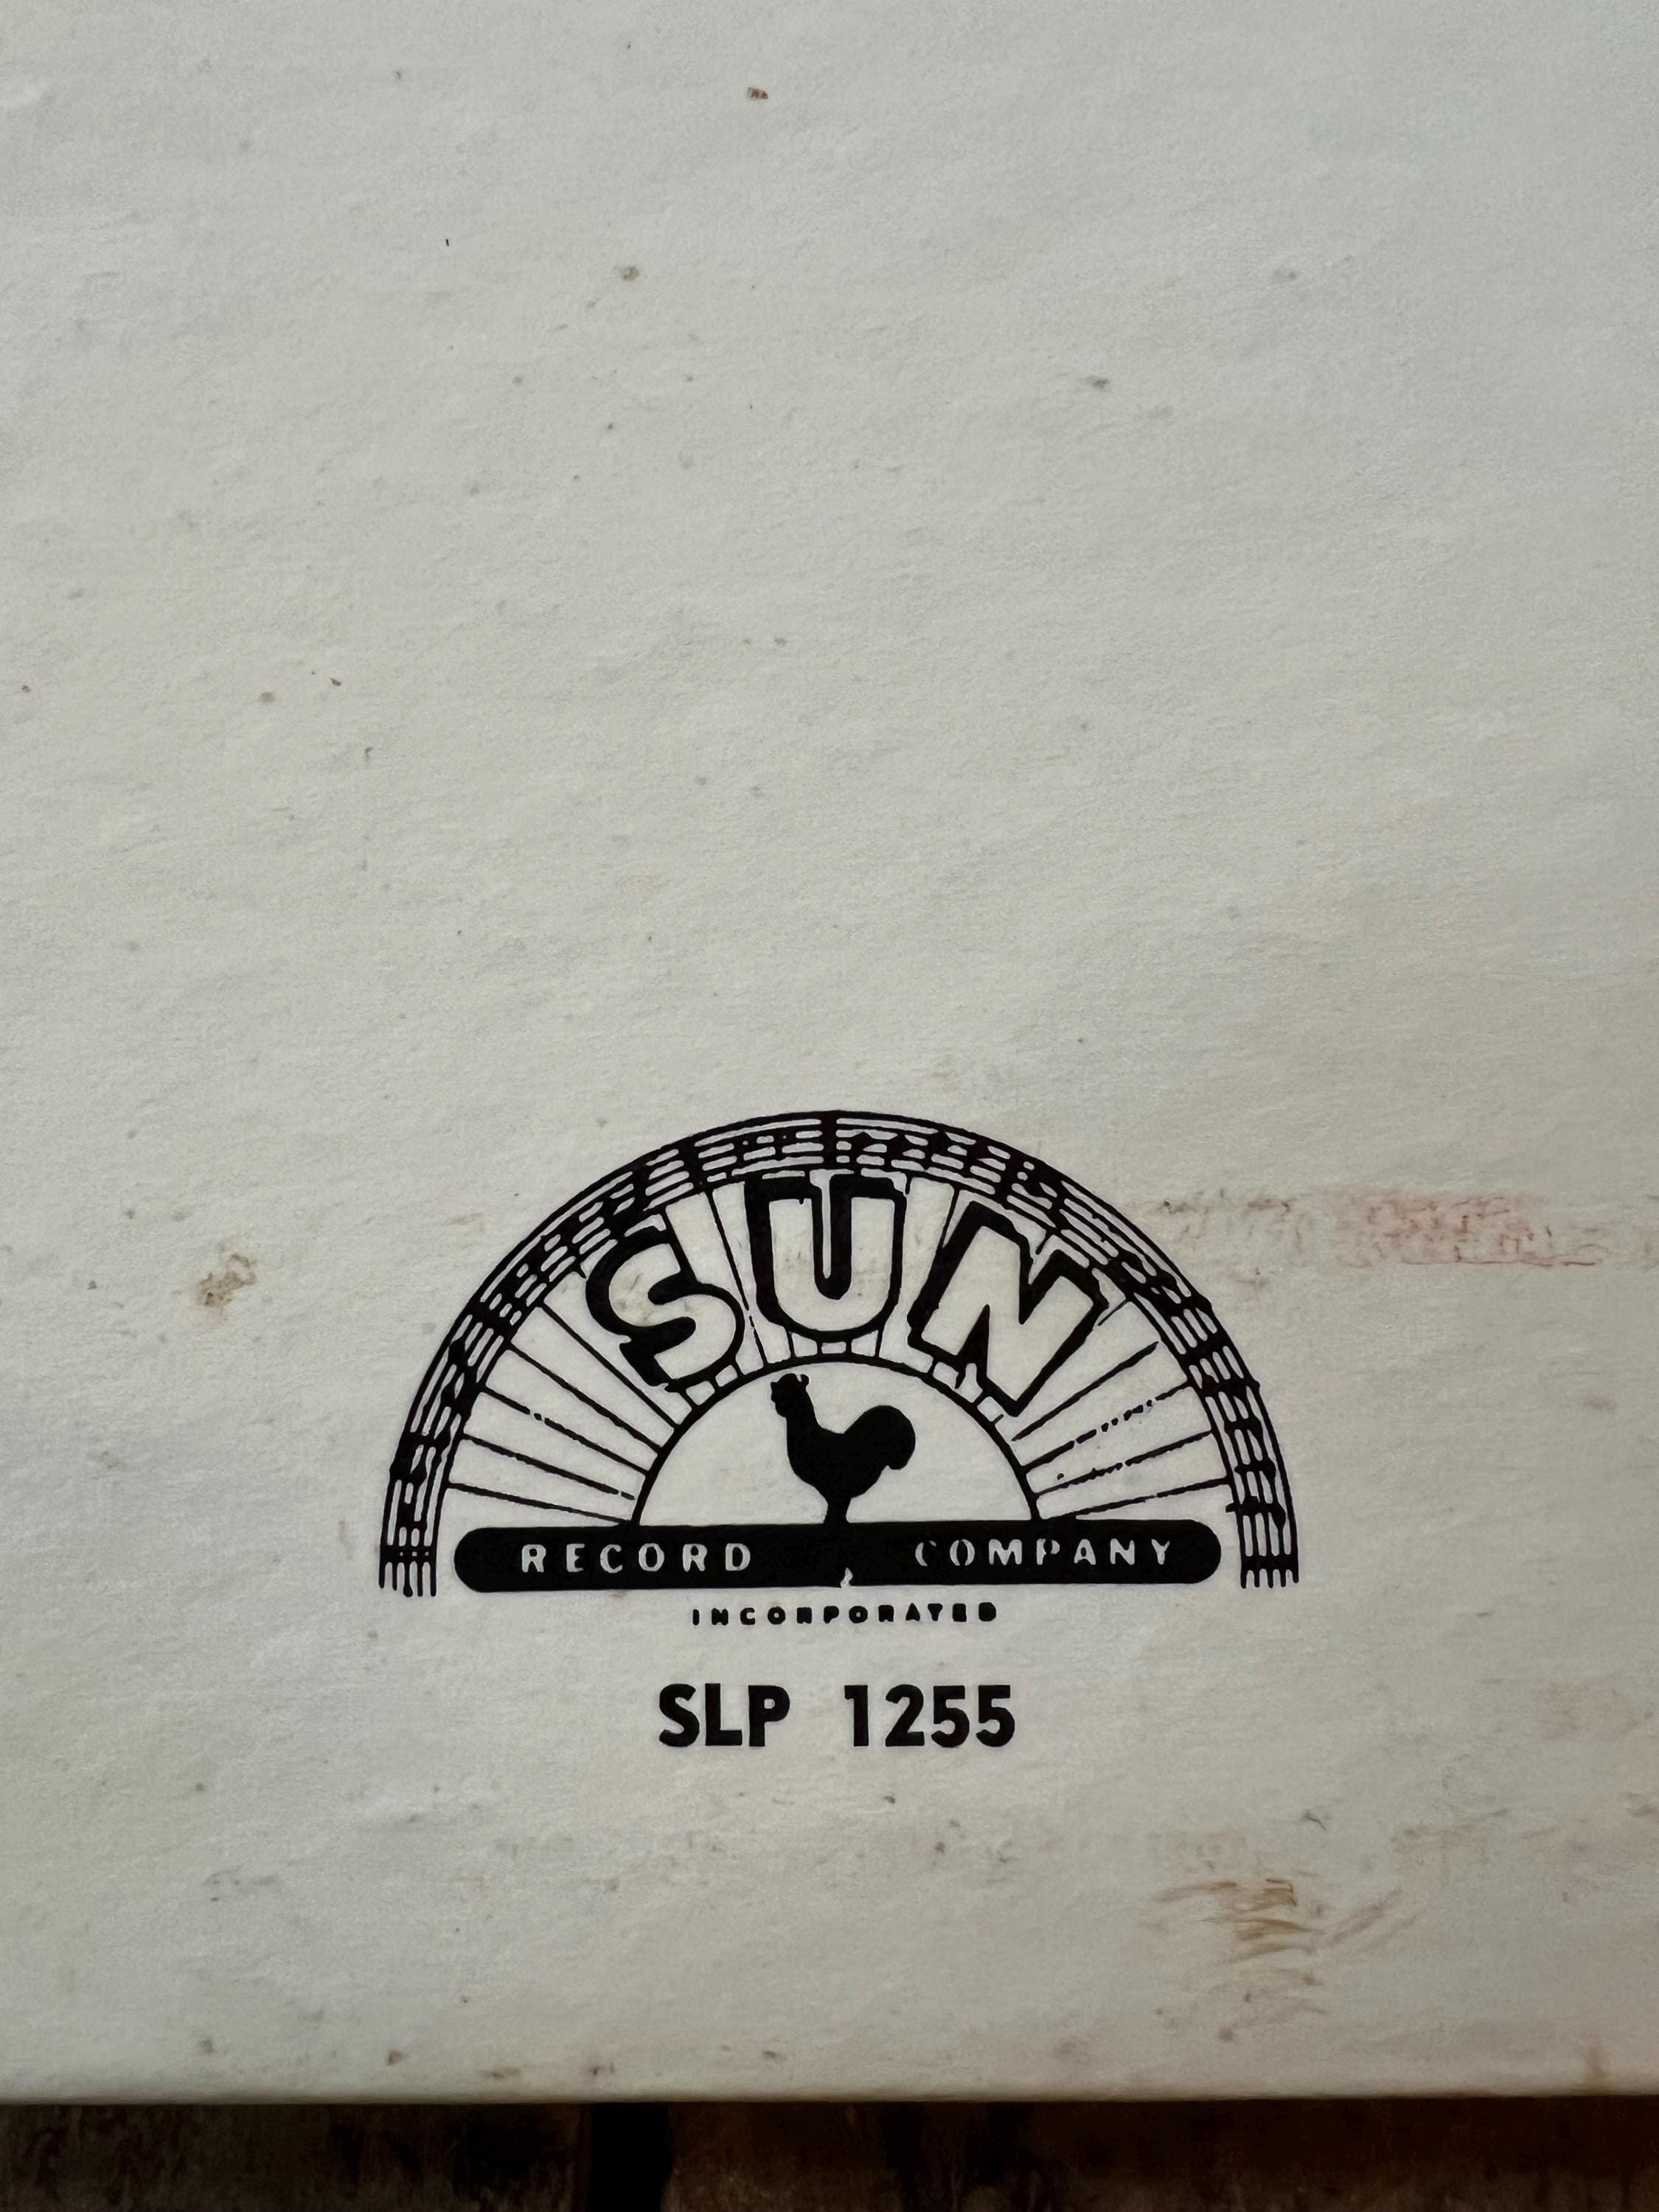 SUN
RECORD COMPANY
INCORPORATED
SLP 1255